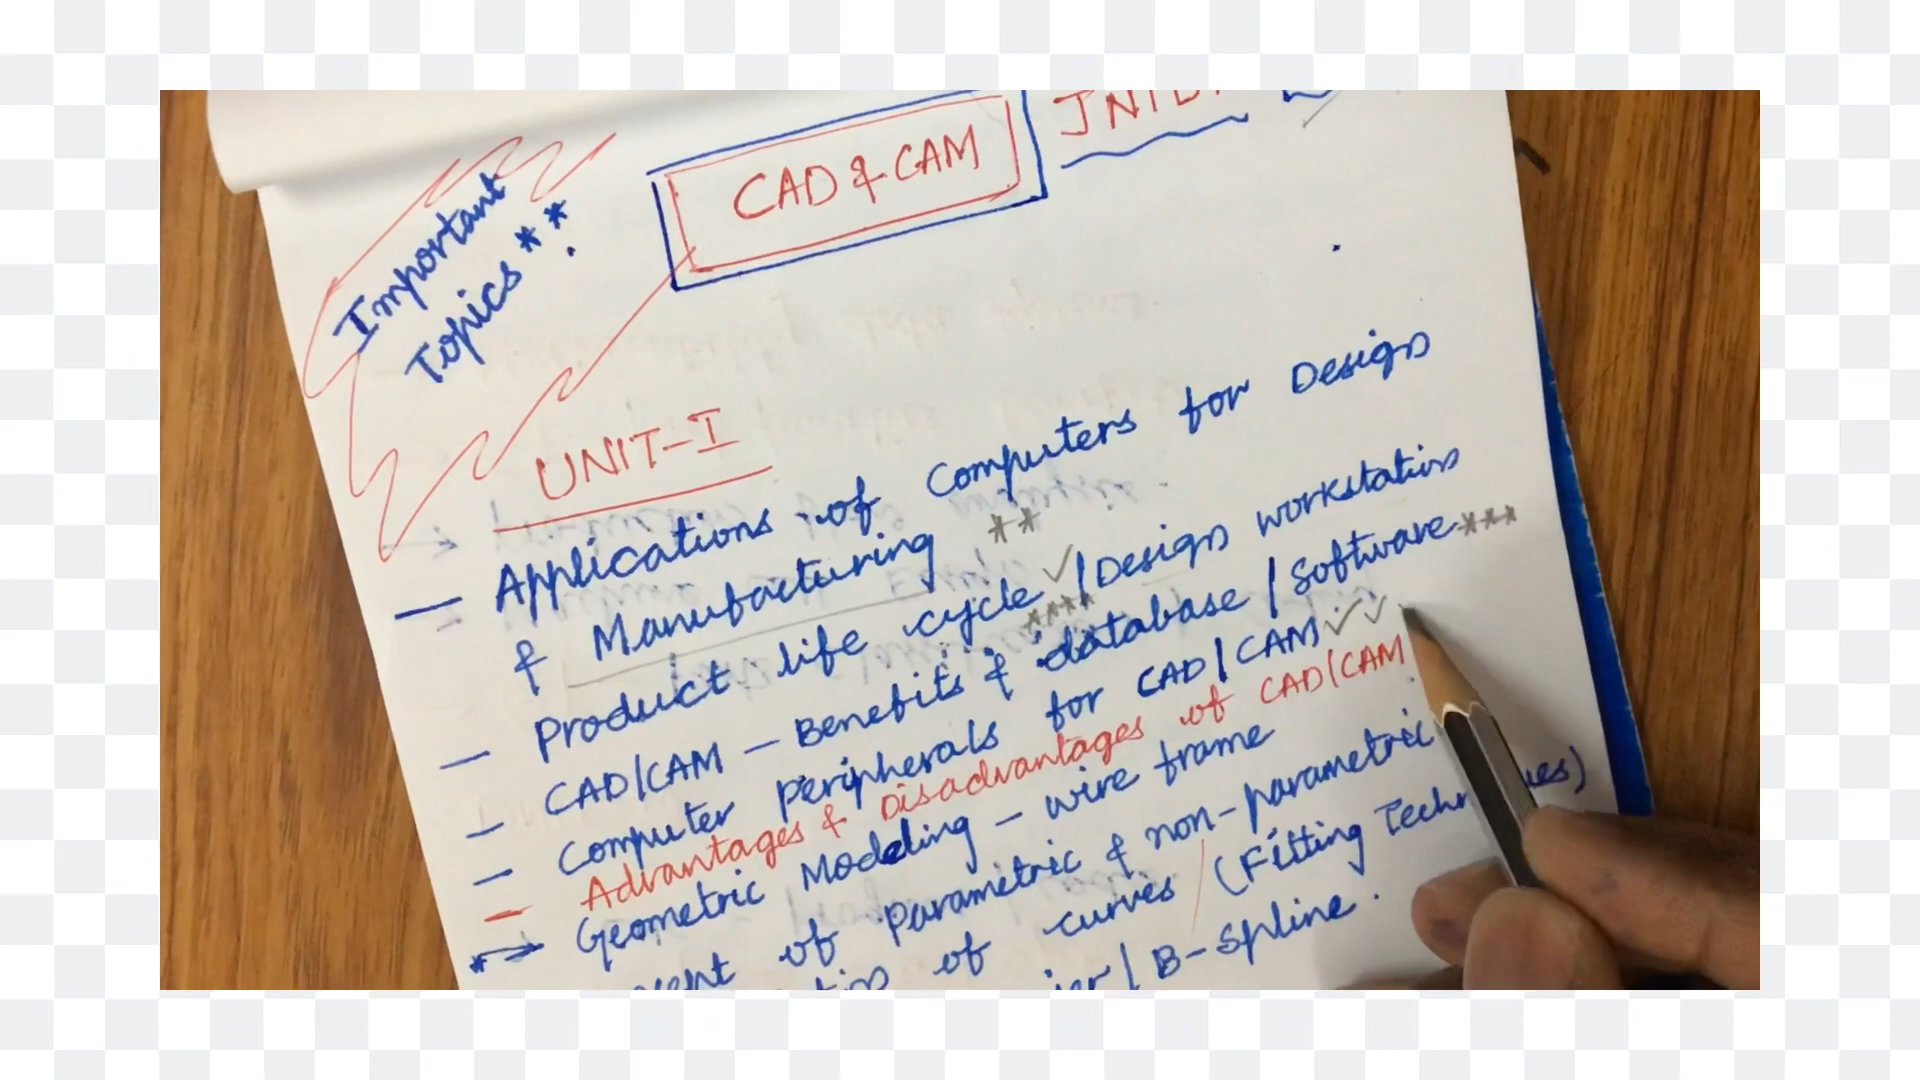 CAD & CAM
Important
Topics **
UNIT-I
— Applications of Computers for Design
& Manufacturing **
— Product life cycle ✓ / Design workstation
— CAD/CAM — Benefits & database / Software ***
****
— Computer peripherals for CAD/CAM ✓✓
— Advantages & Disadvantages of CAD/CAM
* → Geometric Modeling — wire frame
of parametric & non-parametric
of curves (Fitting
/ B-Spline.